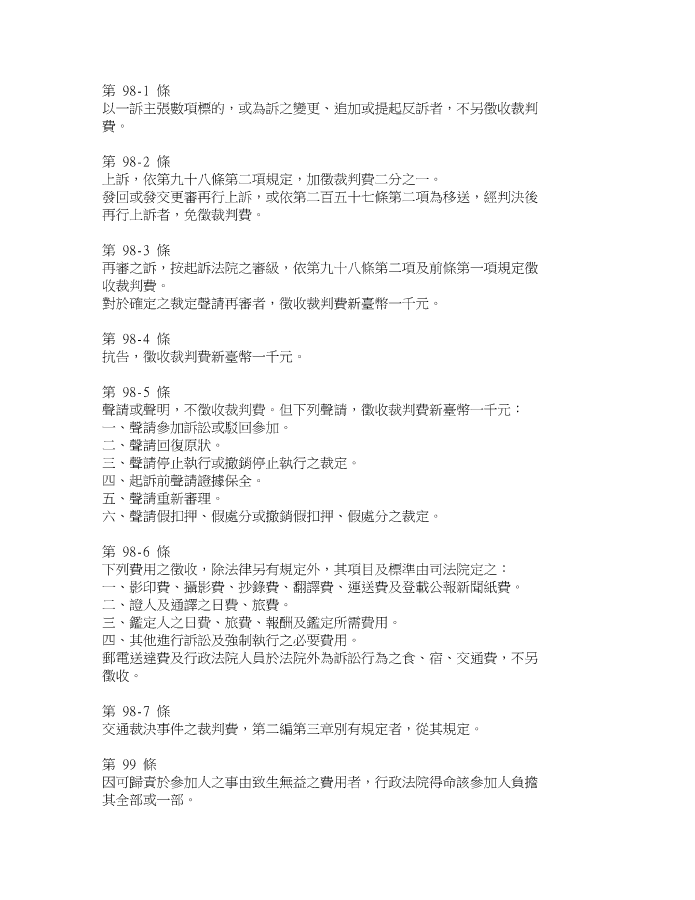 第 98-1 條
以一訴主張數項標的，或為訴之變更、追加或提起反訴者，不另徵收裁判
費。
第 98-2 條
上訴，依第九十八條第二項規定，加徵裁判費二分之一。
發回或發交更審再行上訴，或依第二百五十七條第二項為移送，經判決後
再行上訴者，免徵裁判費。
第 98-3 條
再審之訴，按起訴法院之審級，依第九十八條第二項及前條第一項規定徵
收裁判費。
對於確定之裁定聲請再審者，徵收裁判費新臺幣一千元。
第 98-4 條
抗告，徵收裁判費新臺幣一千元。
第 98-5 條
聲請或聲明，不徵收裁判費。但下列聲請，徵收裁判費新臺幣一千元：
一、聲請參加訴訟或駁回參加。
二、聲請回復原狀。
三、聲請停止執行或撤銷停止執行之裁定。
四、起訴前聲請證據保全。
五、聲請重新審理。
六、聲請假扣押、假處分或撤銷假扣押、假處分之裁定。
第 98-6 條
下列費用之徵收，除法律另有規定外，其項目及標準由司法院定之：
一、影印費、攝影費、抄錄費、翻譯費、運送費及登載公報新聞紙費。
二、證人及通譯之日費、旅費。
三、鑑定人之日費、旅費、報酬及鑑定所需費用。
四、其他進行訴訟及強制執行之必要費用。
郵電送達費及行政法院人員於法院外為訴訟行為之食、宿、交通費，不另
徵收。
第 98-7 條
交通裁決事件之裁判費，第二編第三章別有規定者，從其規定。
第 99 條
因可歸責於參加人之事由致生無益之費用者，行政法院得命該參加人負擔
其全部或一部。